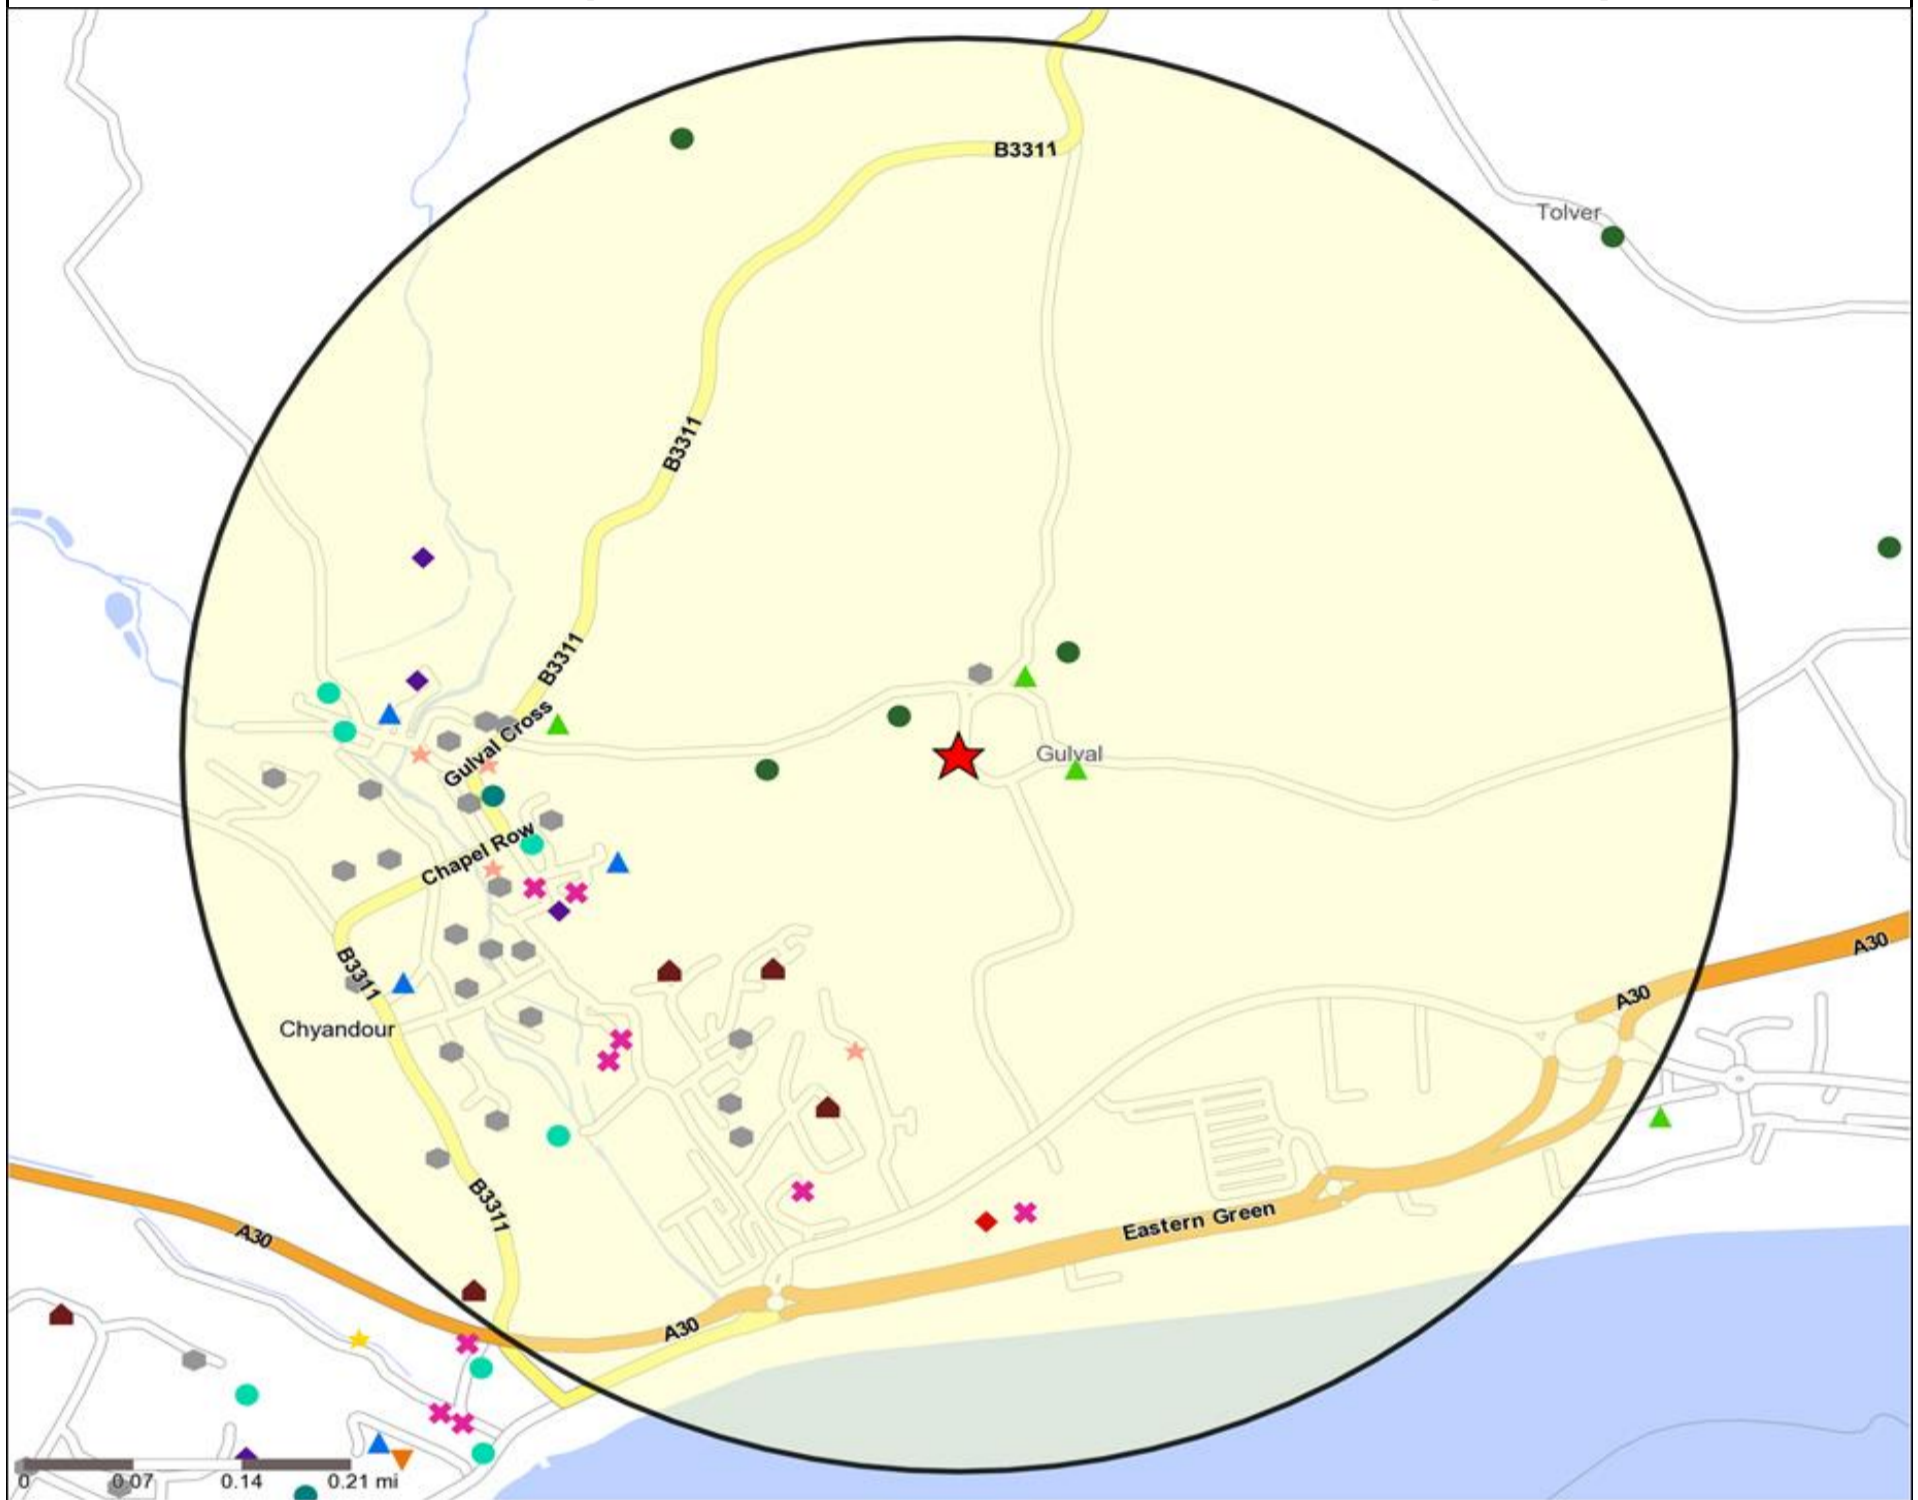 B3311
Tolver
B3311
B3311
Gulval Cross
Gulval
Chapel Row
A30
B3311
A30
Chyandour
B3311
Eastern Green
A30
A30
0 0.07 0.14 0.21 mi